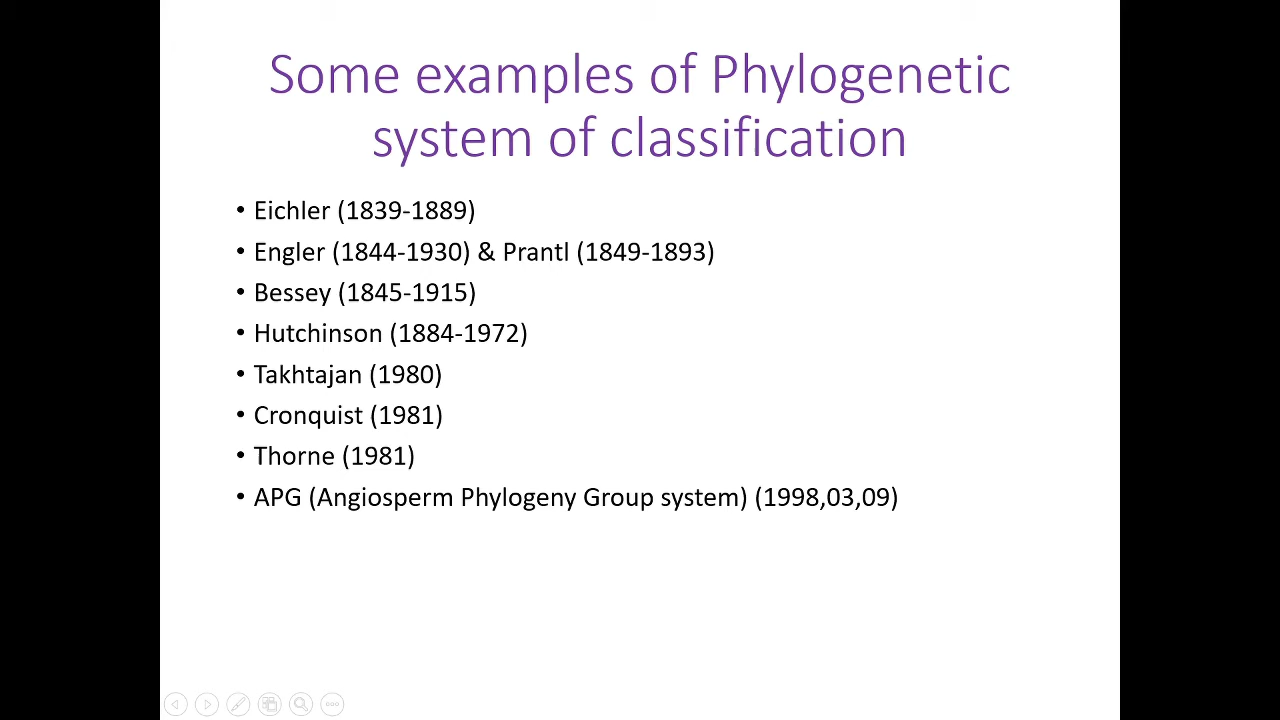 Some examples of Phylogenetic
system of classification
• Eichler (1839-1889)
• Engler (1844-1930) & Prantl (1849-1893)
• Bessey (1845-1915)
• Hutchinson (1884-1972)
• Takhtajan (1980)
• Cronquist (1981)
• Thorne (1981)
• APG (Angiosperm Phylogeny Group system) (1998,03,09)